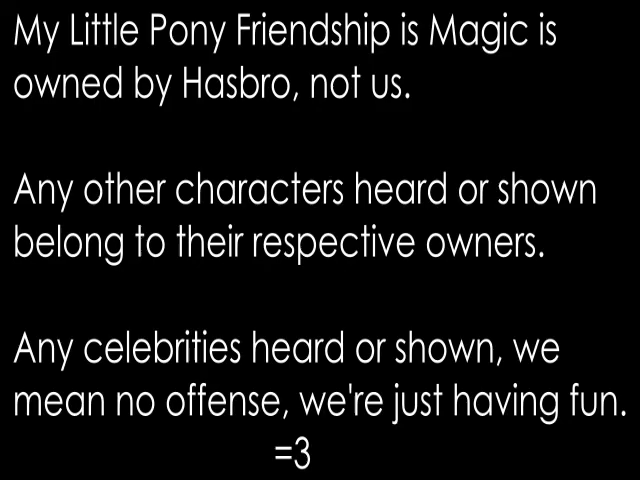 My Little Pony Friendship is Magic is
owned by Hasbro, not us.
Any other characters heard or shown
belong to their respective owners.
Any celebrities heard or shown, we
mean no offense, we're just having fun.
=3